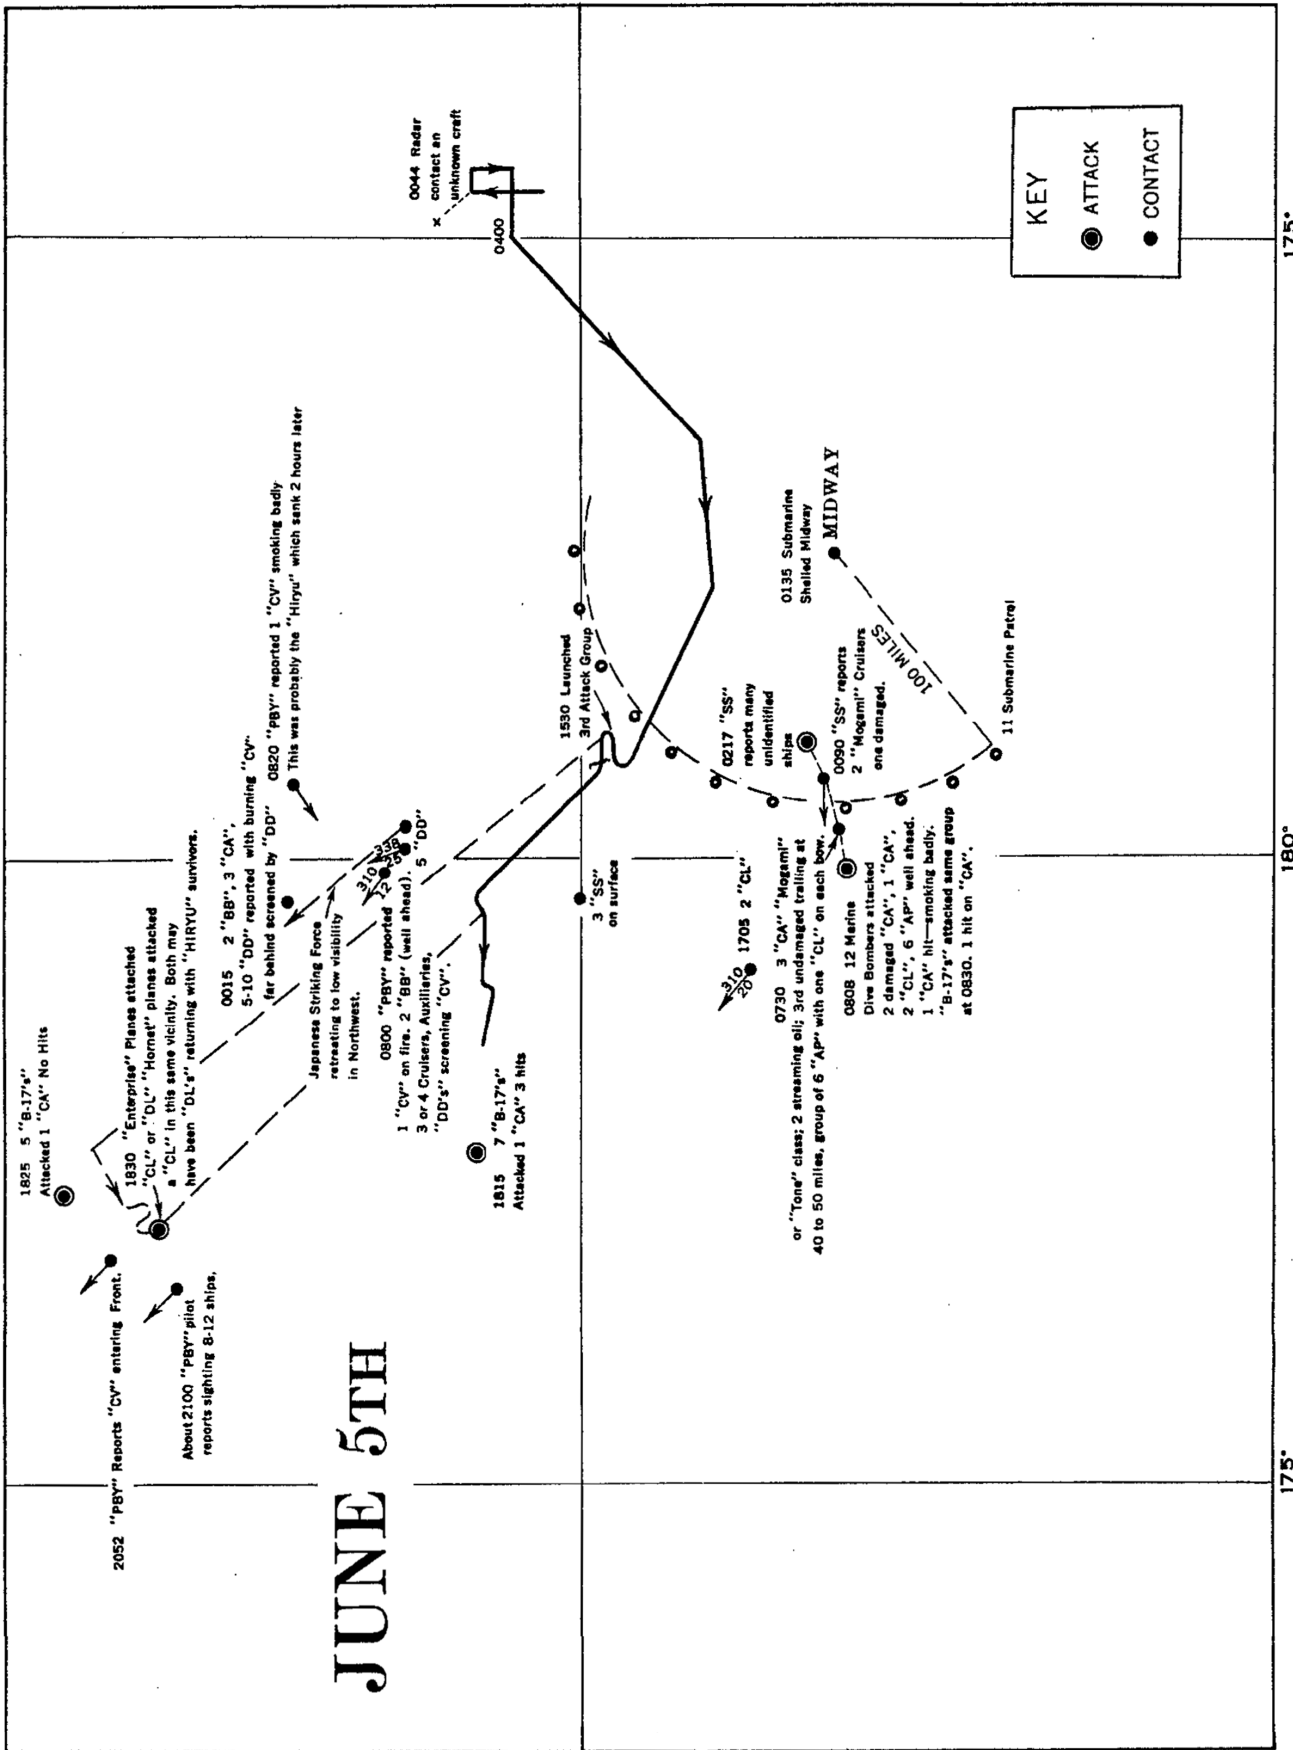 JUNE 5TH
1825 5 "B-17's"
Attacked 1 "CA" No Hits
2052 "PBY" Reports "CV" entering Front.
1830 "Enterprise" Planes attached
"CL" or "DL" "Hornet" planes attacked
a "CL" in this same vicinity. Both may
have been "DL's" returning with "HIRYU" survivors.
About 2100 "PBY" pilot
reports sighting 8-12 ships,
0015 2 "BB", 3 "CA",
5-10 "DD" reported with burning "CV"
far behind screened by "DD"
0820 "PBY" reported 1 "CV" smoking badly
This was probably the "Hiryu" which sank 2 hours later
Japanese Striking Force
retreating to low visibility
in Northwest.
338
25
310
12
0800 "PBY" reported
1 "CV" on fire. 2 "BB" (well ahead). 5 "DD"
3 or 4 Cruisers, Auxiliaries,
"DD's" screening "CV".
1815 7 "B-17's"
Attacked 1 "CA" 3 hits
0044 Radar
contact an
unknown craft
x
0400
1530 Launched
3rd Attack Group
3 "SS"
on surface
0217 "SS"
reports many
unidentified
ships
310
20
1705 2 "CL"
0730 3 "CA" "Mogami"
or "Tone" class; 2 streaming oil; 3rd undamaged trailing at
40 to 50 miles, group of 6 "AP" with one "CL" on each bow.
0135 Submarine
Shelled Midway
MIDWAY
0090 "SS" reports
2 "Mogami" Cruisers
one damaged.
0808 12 Marine
Dive Bombers attacked
2 damaged "CA", 1 "CA",
2 "CL", 6 "AP" well ahead.
1 "CA" hit—smoking badly.
"B-17's" attacked same group
at 0830. 1 hit on "CA".
100 MILES
11 Submarine Patrol
KEY
ATTACK
CONTACT
175°
180°
175°